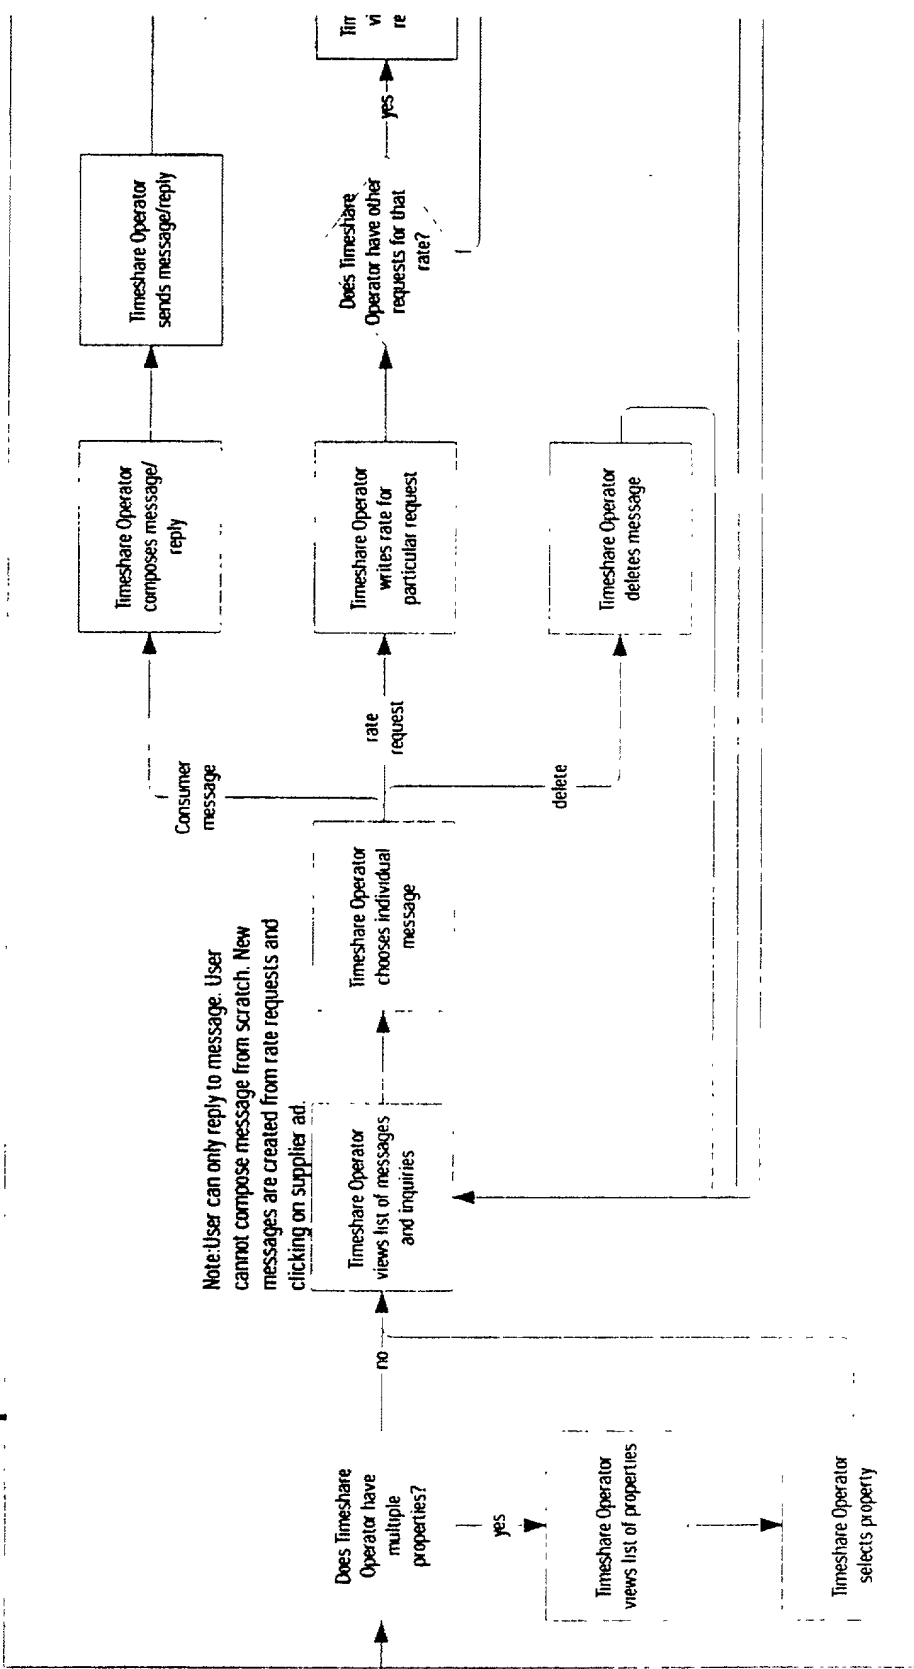 Does Timeshare
Operator have
multiple
properties?
yes
Timeshare Operator
views list of properties
Timeshare Operator
selects property
no
Note:User can only reply to message. User
cannot compose message from scratch. New
messages are created from rate requests and
clicking on supplier ad.
Timeshare Operator
views list of messages
and inquiries
Timeshare Operator
chooses individual
message
Consumer
message
rate
request
delete
Timeshare Operator
composes message/
reply
Timeshare Operator
writes rate for
particular request
Timeshare Operator
deletes message
Timeshare Operator
sends message/reply
Does Timeshare
Operator have other
requests for that
rate?
yes